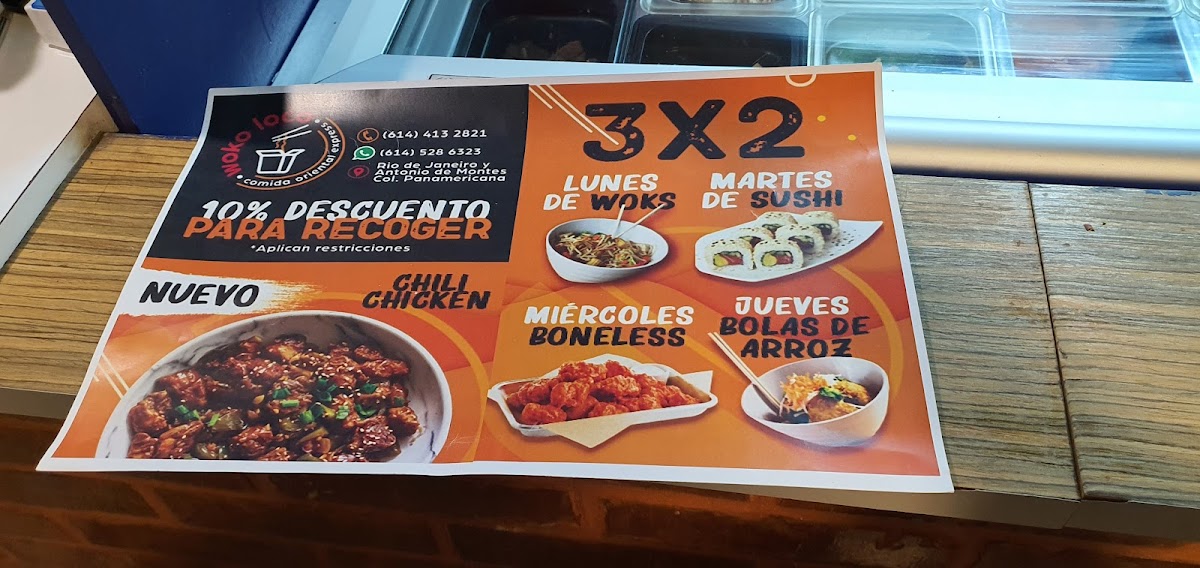 woko loco
• comida oriental express •
(614) 413 2821
(614) 528 6323
Rio de Janeiro y
Antonio de Montes
Col. Panamericana
10% DESCUENTO
PARA RECOGER
*Aplican restricciones
NUEVO
CHILI
CHICKEN
3X2
LUNES
DE WOKS
MARTES
DE SUSHI
MIÉRCOLES
BONELESS
JUEVES
BOLAS DE
ARROZ